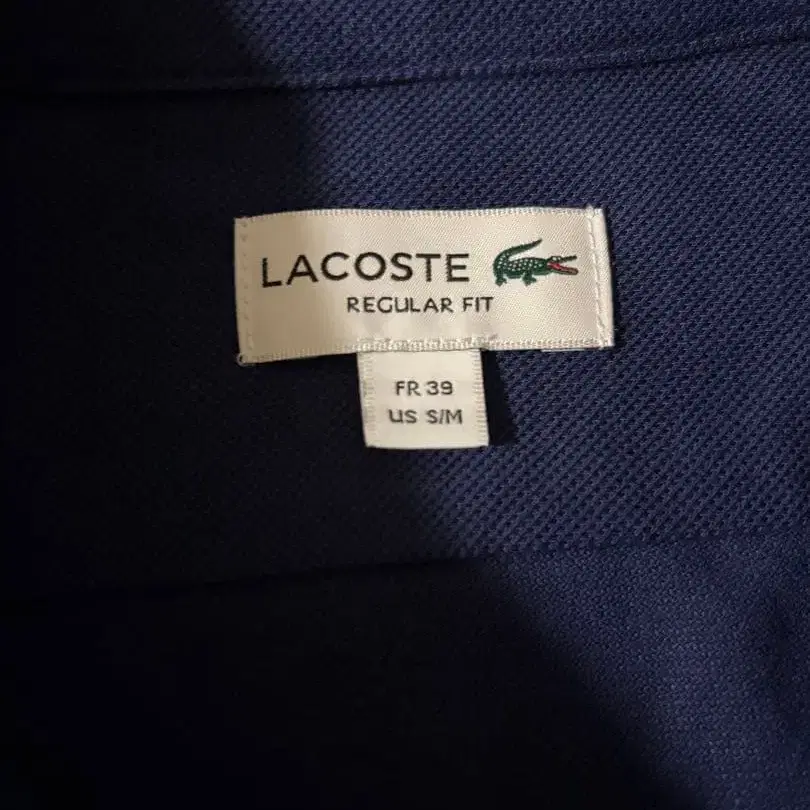 LACOSTE
REGULAR FIT
FR 39
US S/M